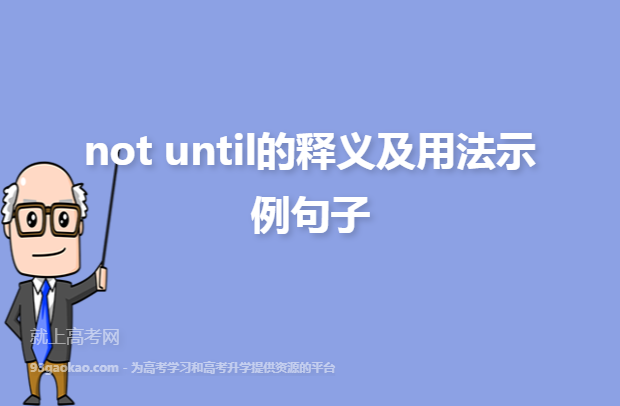 not until的释义及用法示
例句子
就上高考网
93gaokao.com - 为高考学习和高考升学提供资源的平台